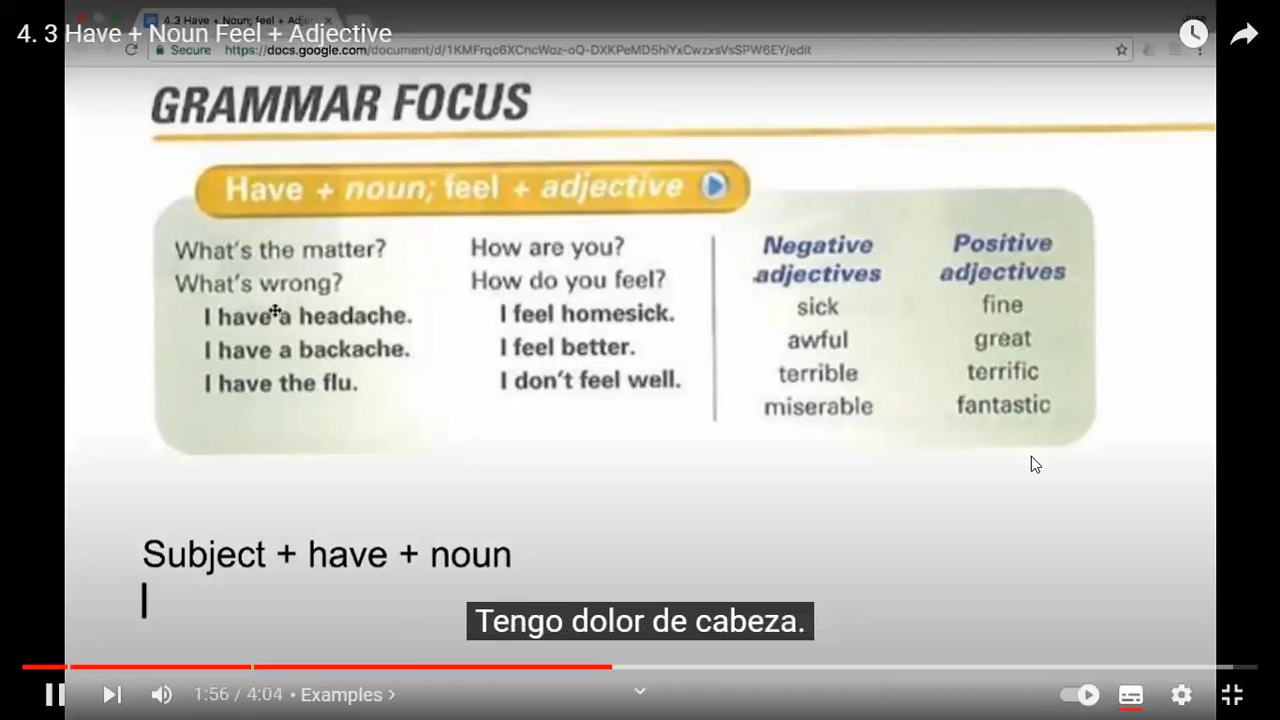 4. 3 Have + Noun Feel + Adjective
Secure https://docs.google.com/document/d/1KMFrqc6XCncWoz-oQ-DXKPeMD5hiYxCwzxsVsSPW6EY/edit
GRAMMAR FOCUS
Have + noun; feel + adjective
What's the matter?
What's wrong?
I have a headache.
I have a backache.
I have the flu.
How are you?
How do you feel?
I feel homesick.
I feel better.
I don't feel well.
Negative
adjectives
sick
awful
terrible
miserable
Positive
adjectives
fine
great
terrific
fantastic
Subject + have + noun
Tengo dolor de cabeza.
1:56 / 4:04 • Examples